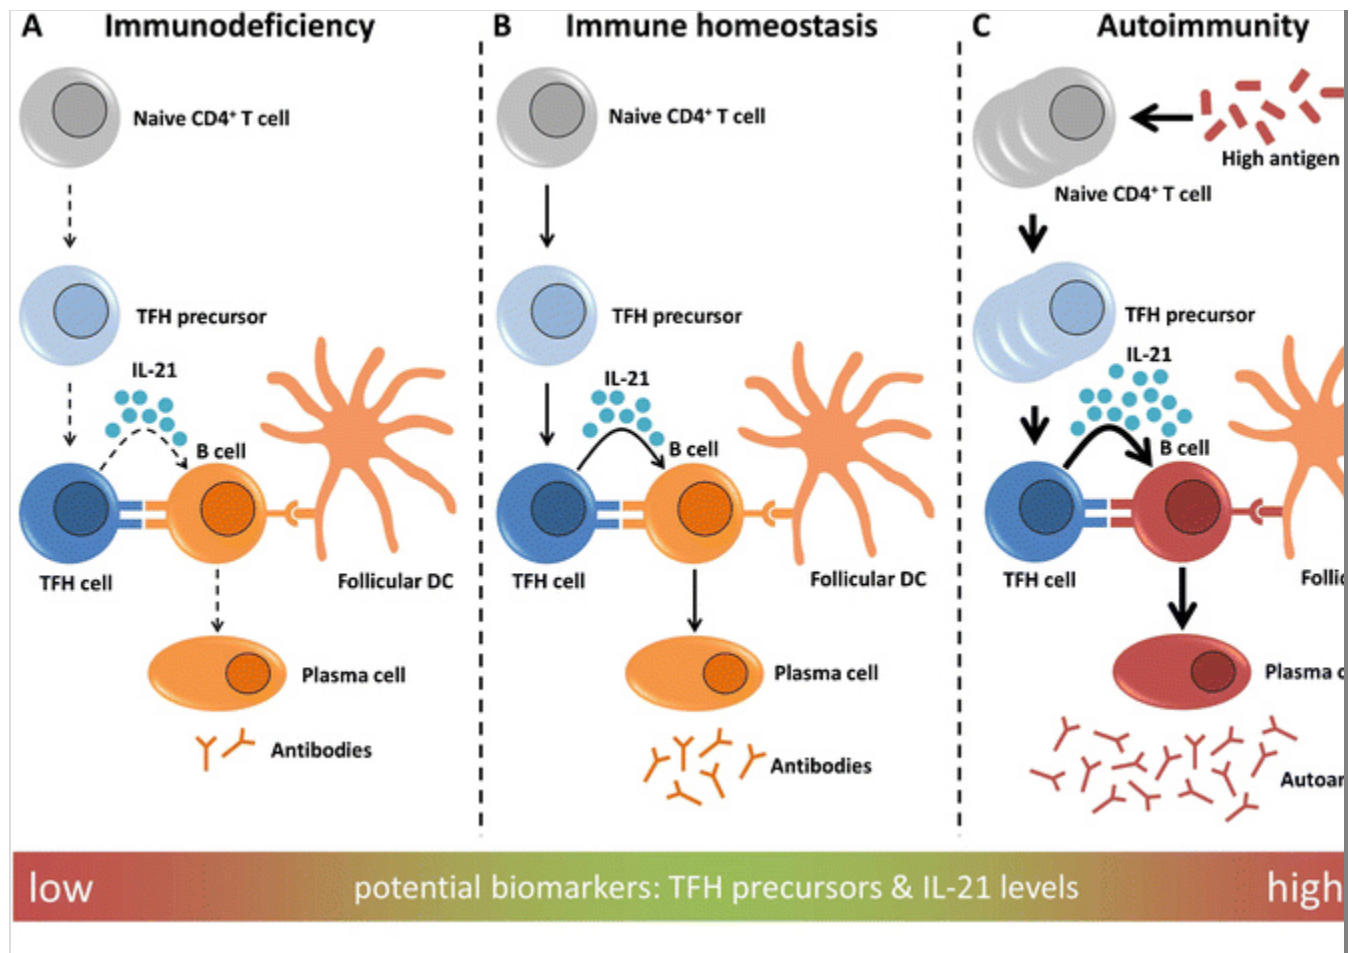 A Immunodeficiency
Naive CD4⁺ T cell
TFH precursor
IL-21
B cell
TFH cell
Follicular DC
Plasma cell
Antibodies
B Immune homeostasis
Naive CD4⁺ T cell
TFH precursor
IL-21
B cell
TFH cell
Follicular DC
Plasma cell
Antibodies
C Autoimmunity
High antigen
Naive CD4⁺ T cell
TFH precursor
IL-21
B cell
TFH cell
Plasma
low potential biomarkers: TFH precursors & IL-21 levels high